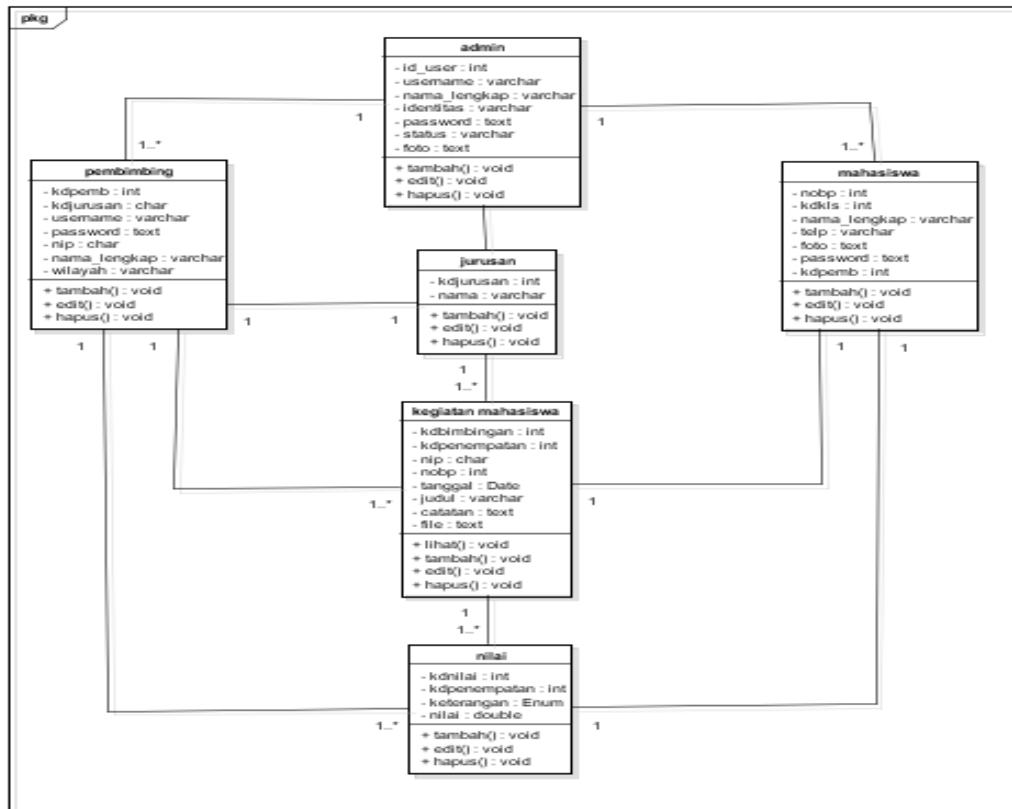 pkg
admin
- id_user : int
- username : varchar
- nama_lengkap : varchar
- identitas : varchar
- password : text
- status : varchar
- foto : text
+ tambah() : void
+ edit() : void
+ hapus() : void
1
1
1..*
1..*
pembimbing
- kdpemb : int
- kdjurusan : char
- username : varchar
- password : text
- nip : char
- nama_lengkap : varchar
- wilayah : varchar
+ tambah() : void
+ edit() : void
+ hapus() : void
mahasiswa
- nobp : int
- kdkls : int
- nama_lengkap : varchar
- telp : varchar
- foto : text
- password : text
- kdpemb : int
+ tambah() : void
+ edit() : void
+ hapus() : void
jurusan
- kdjurusan : int
- nama : varchar
+ tambah() : void
+ edit() : void
+ hapus() : void
1
1
1
1
1
1
1
1..*
kegiatan mahasiswa
- kdbimbingan : int
- kdpenempatan : int
- nip : char
- nobp : int
- tanggal : Date
- judul : varchar
- catatan : text
- file : text
+ lihat() : void
+ tambah() : void
+ edit() : void
+ hapus() : void
1..*
1
1
1..*
nilai
- kdnilai : int
- kdpenempatan : int
- keterangan : Enum
- nilai : double
+ tambah() : void
+ edit() : void
+ hapus() : void
1..*
1